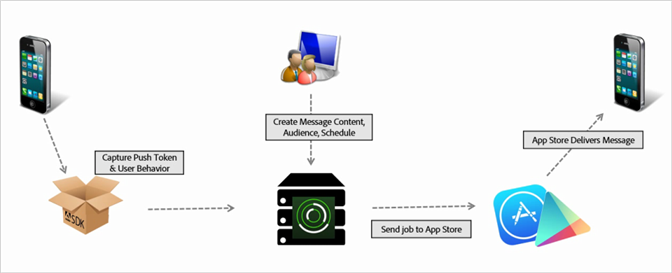 Create Message Content,
Audience, Schedule
Capture Push Token
& User Behavior
App Store Delivers Message
SDK
Send job to App Store